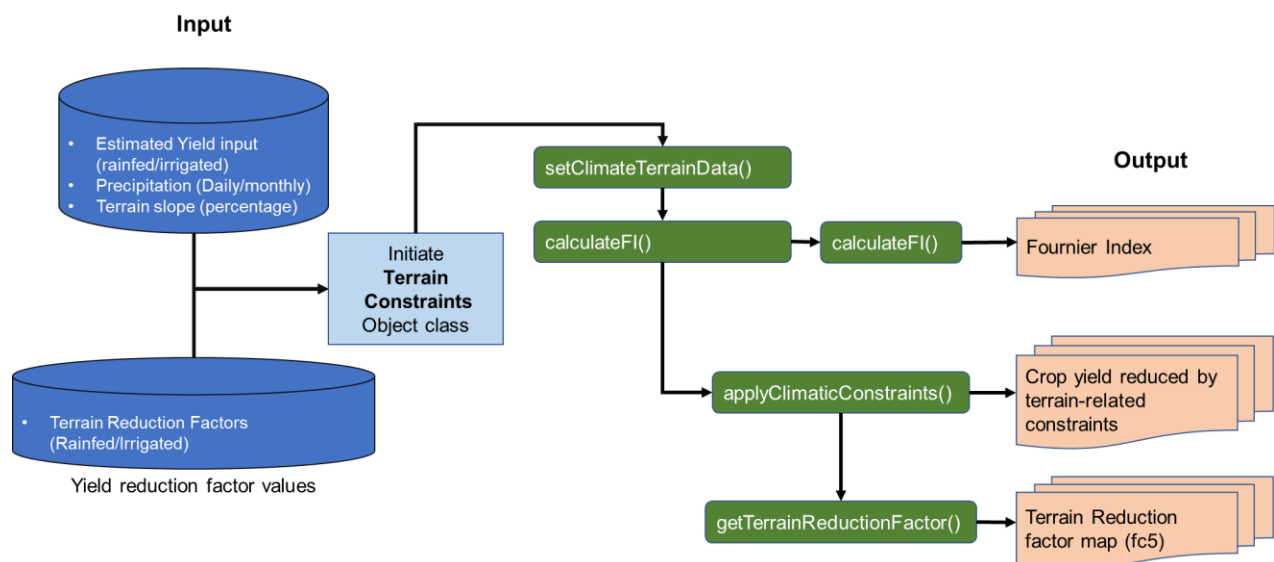 Input
• Estimated Yield input
(rainfed/irrigated)
• Precipitation (Daily/monthly)
• Terrain slope (percentage)
Initiate
Terrain
Constraints
Object class
• Terrain Reduction Factors
(Rainfed/Irrigated)
Yield reduction factor values
setClimateTerrainData()
calculateFI()
calculateFI()
applyClimaticConstraints()
getTerrainReductionFactor()
Output
Fournier Index
Crop yield reduced by
terrain-related
constraints
Terrain Reduction
factor map (fc5)